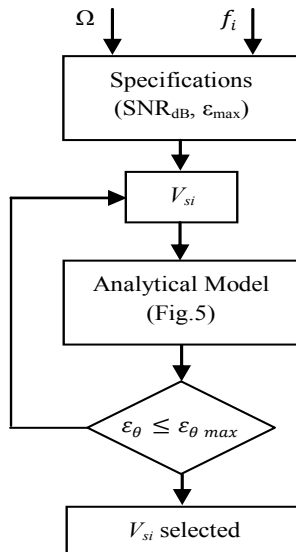 Ω f_i
Specifications
(SNR_dB, ε_max)
V_si
Analytical Model
(Fig.5)
ε_θ ≤ ε_θ max
V_si selected